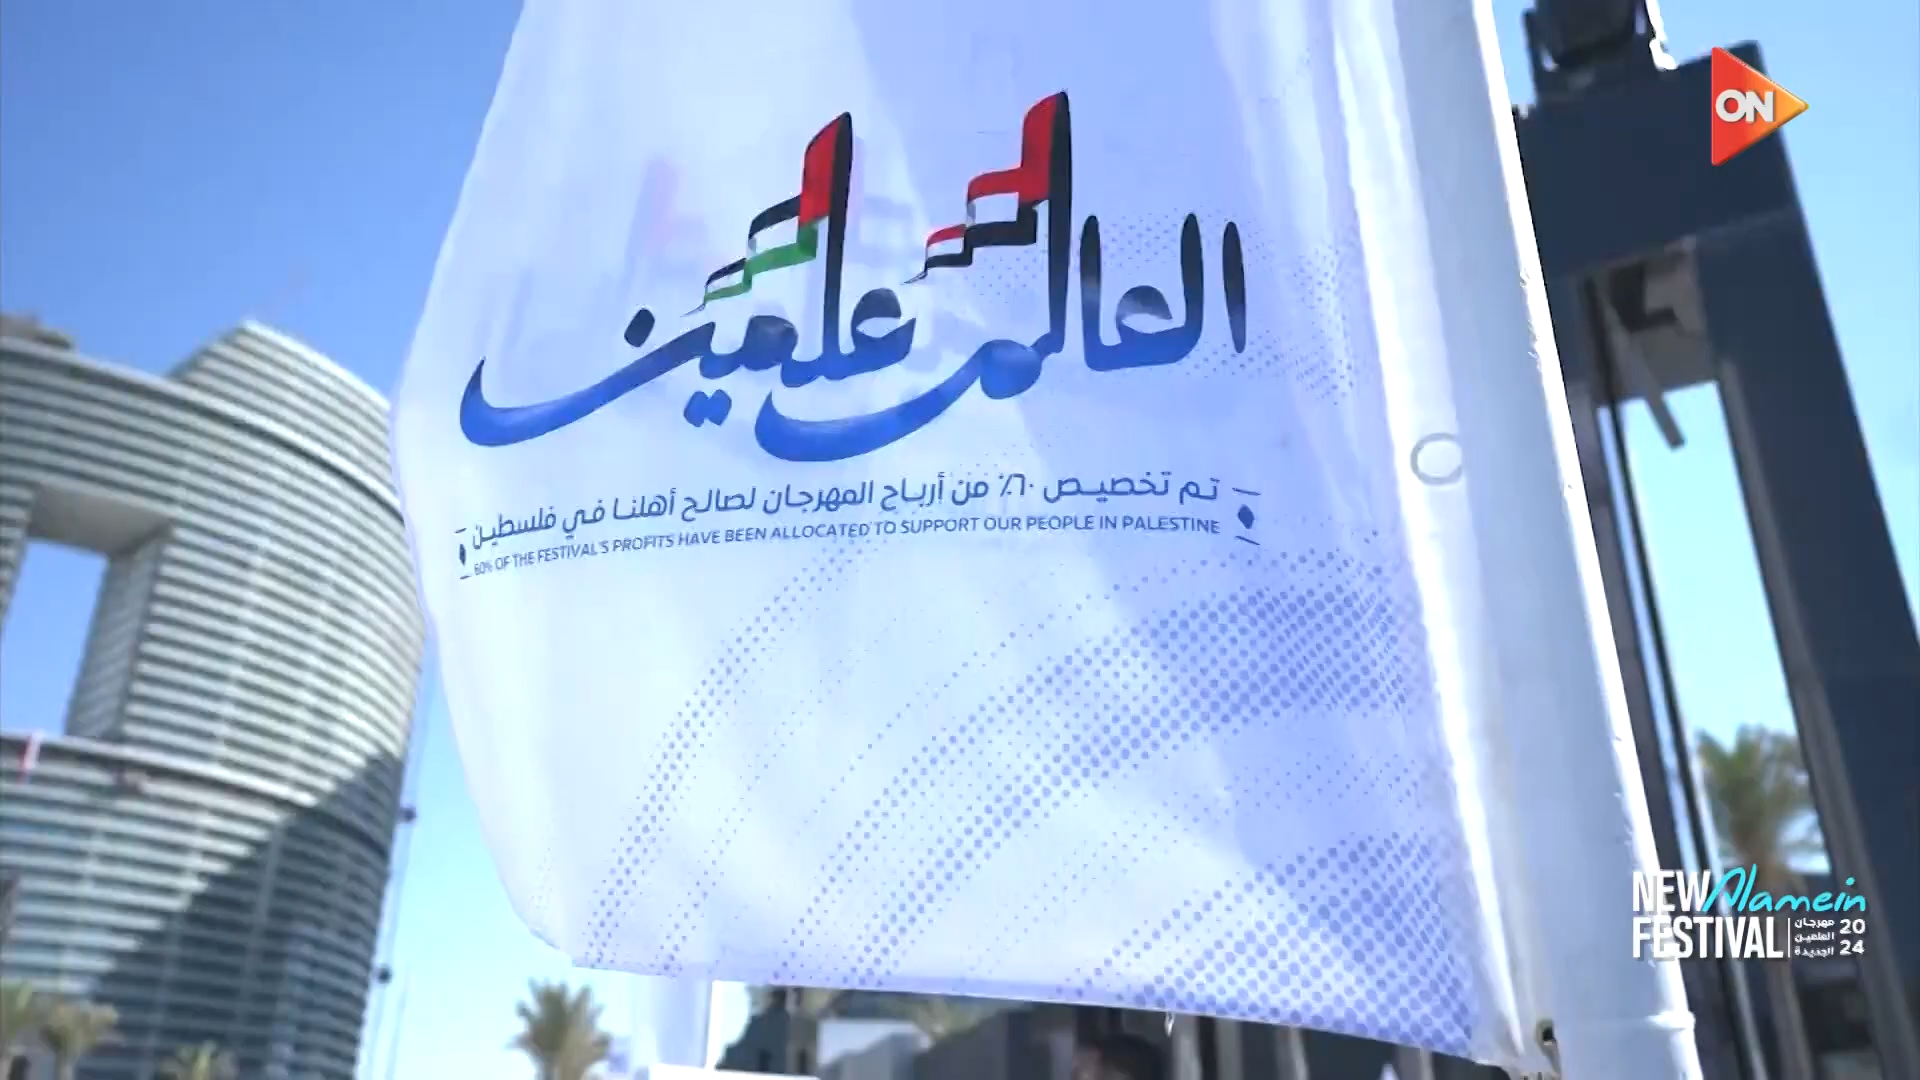 ON
العالم علمين
تم تخصيص ٦٠٪ من أرباح المهرجان لصالح أهلنا في فلسطين
60% OF THE FESTIVAL'S PROFITS HAVE BEEN ALLOCATED TO SUPPORT OUR PEOPLE IN PALESTINE
NEW Alamein
FESTIVAL
مهرجان
العلمين
الجديدة
20
24